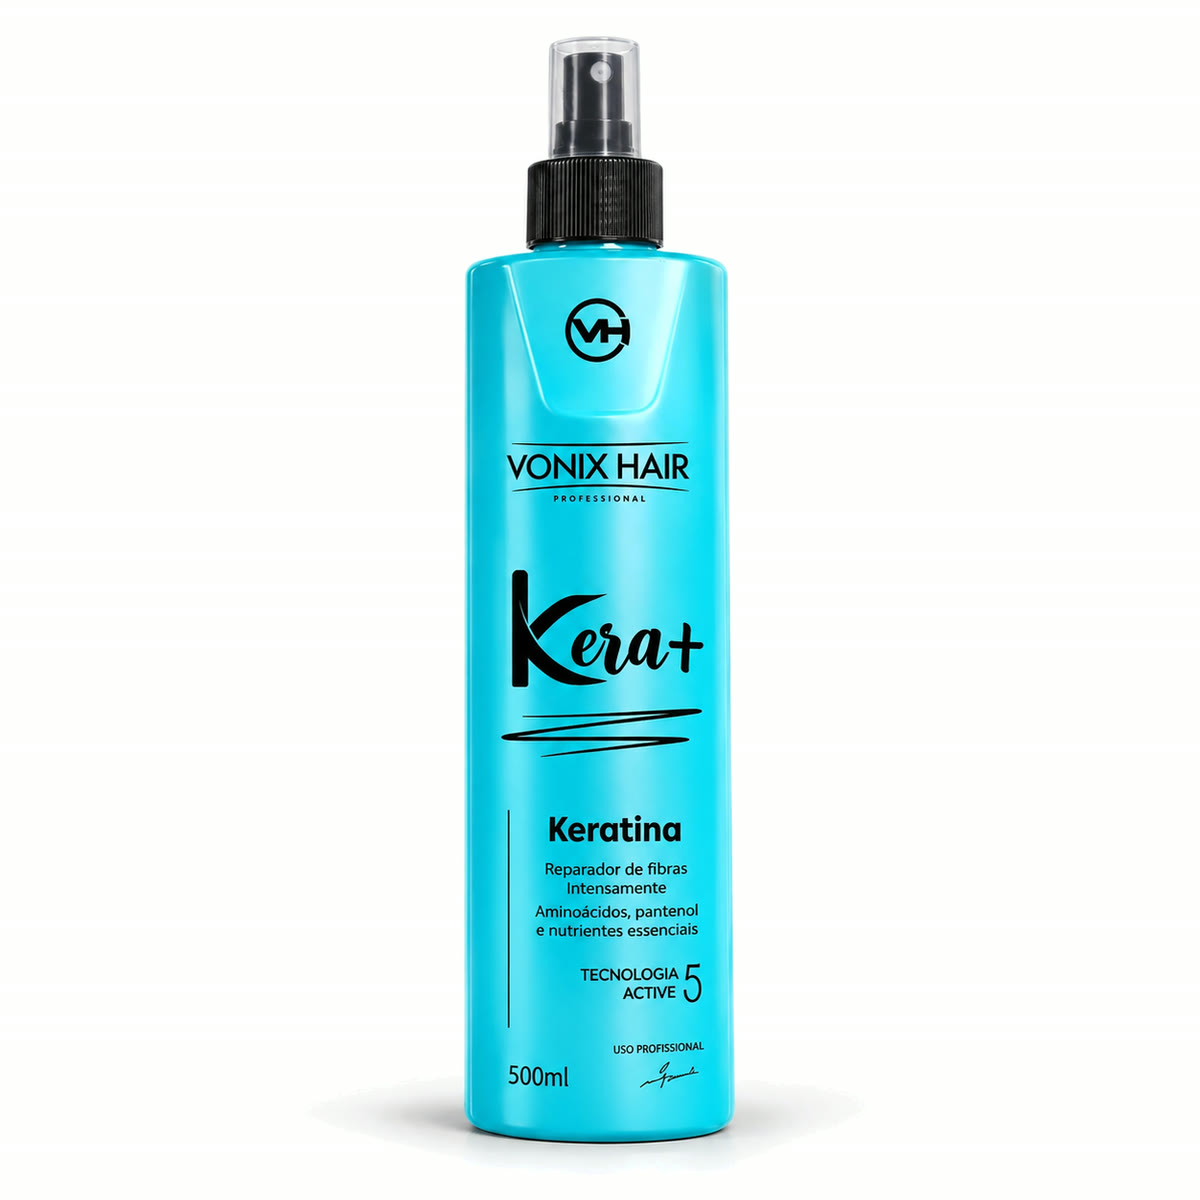 VH
VONIX HAIR
PROFESSIONAL
Kera+
Keratina
Reparador de fibras
Intensamente
Aminoácidos, pantenol
e nutrientes essenciais
TECNOLOGIA
ACTIVE 5
USO PROFISSIONAL
500ml